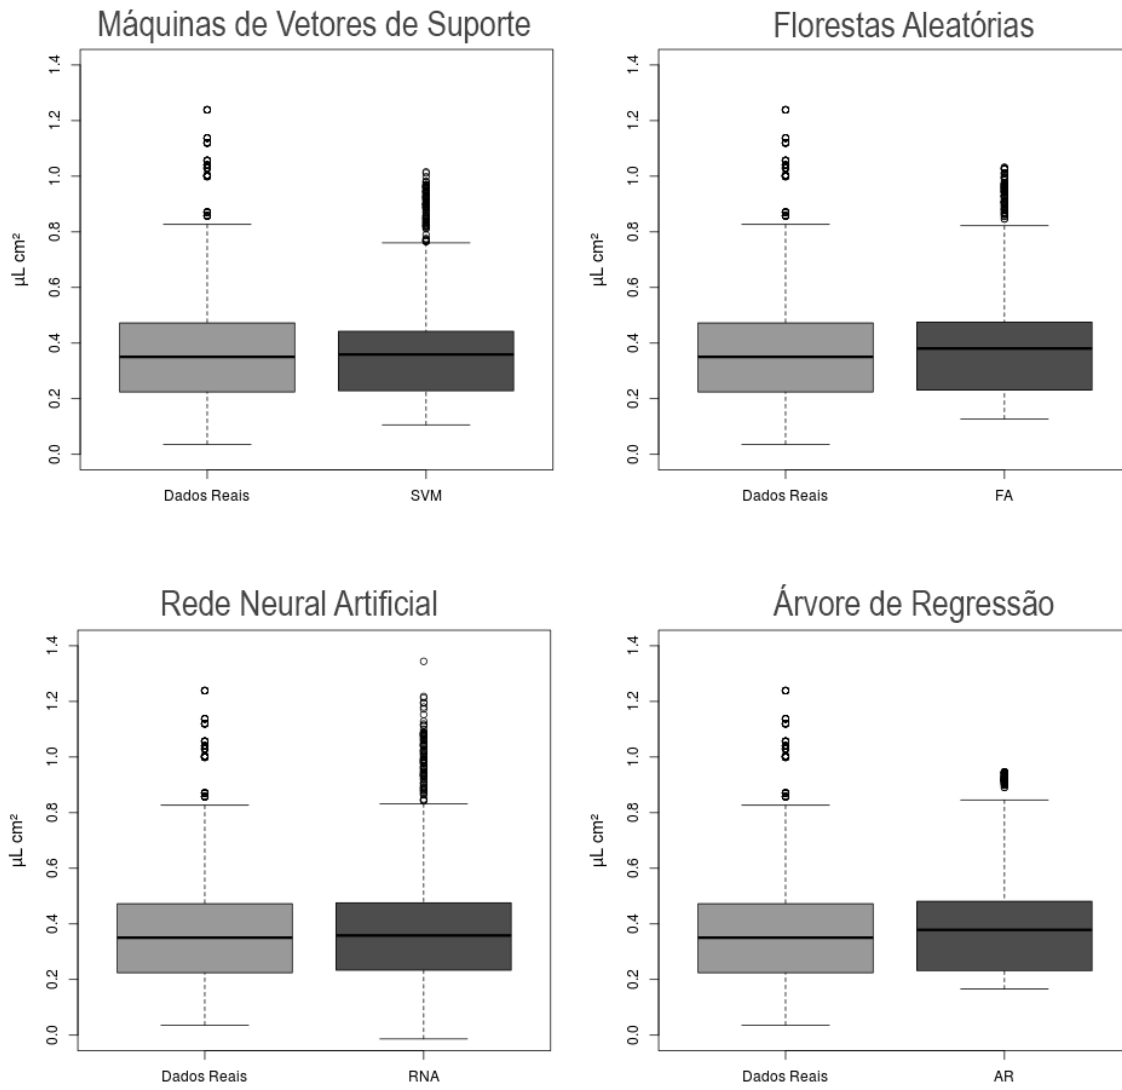 Máquinas de Vetores de Suporte
µL cm²
0.0 0.2 0.4 0.6 0.8 1.0 1.2 1.4
Dados Reais SVM
Florestas Aleatórias
µL cm²
0.0 0.2 0.4 0.6 0.8 1.0 1.2 1.4
Dados Reais FA
Rede Neural Artificial
µL cm²
0.0 0.2 0.4 0.6 0.8 1.0 1.2 1.4
Dados Reais RNA
Árvore de Regressão
µL cm²
0.0 0.2 0.4 0.6 0.8 1.0 1.2 1.4
Dados Reais AR